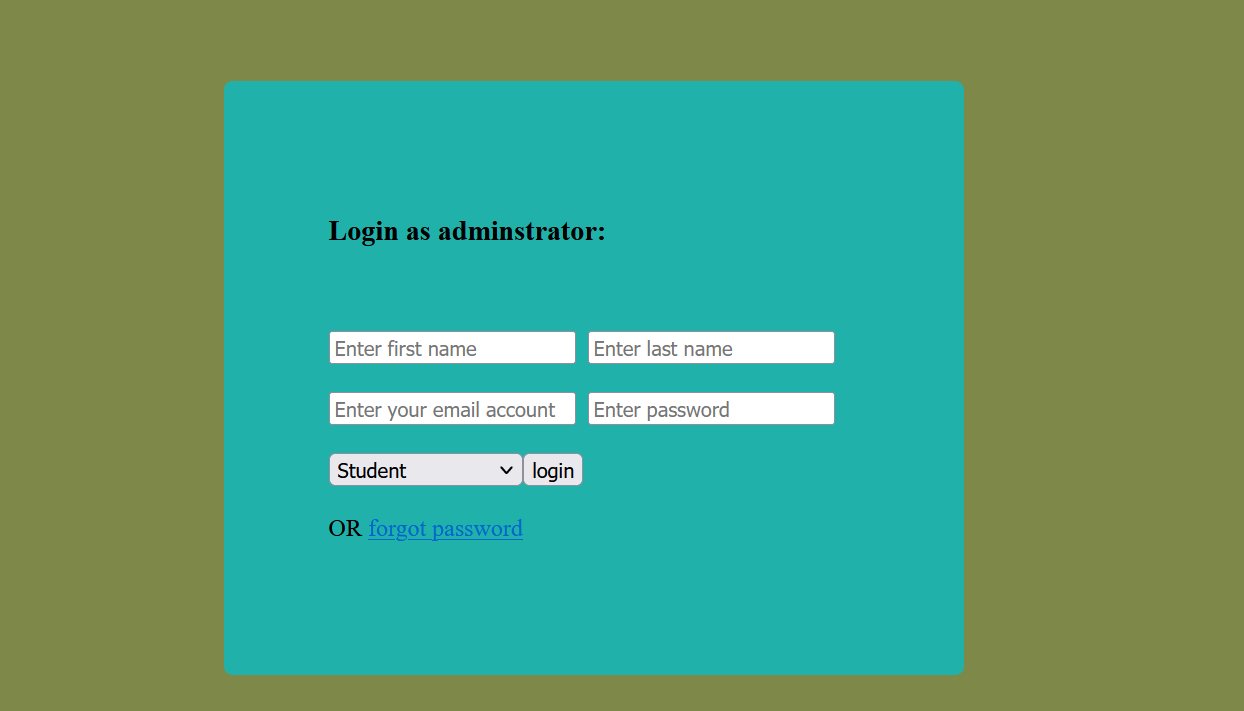 Login as adminstrator:
Enter first name Enter last name
Enter your email account Enter password
Student login
OR forgot password